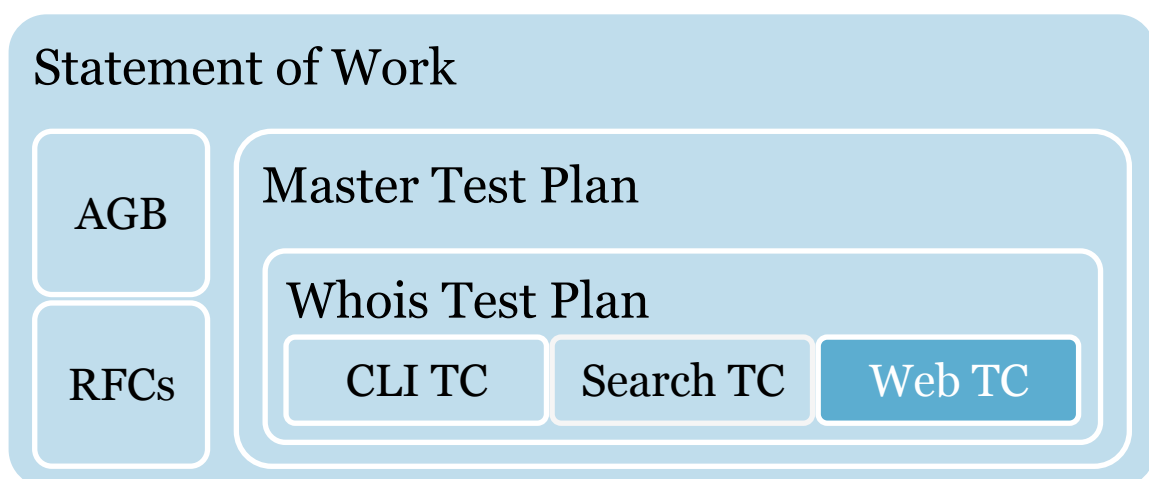 Statement of Work
AGB
RFCs
Master Test Plan
Whois Test Plan
CLI TC
Search TC
Web TC